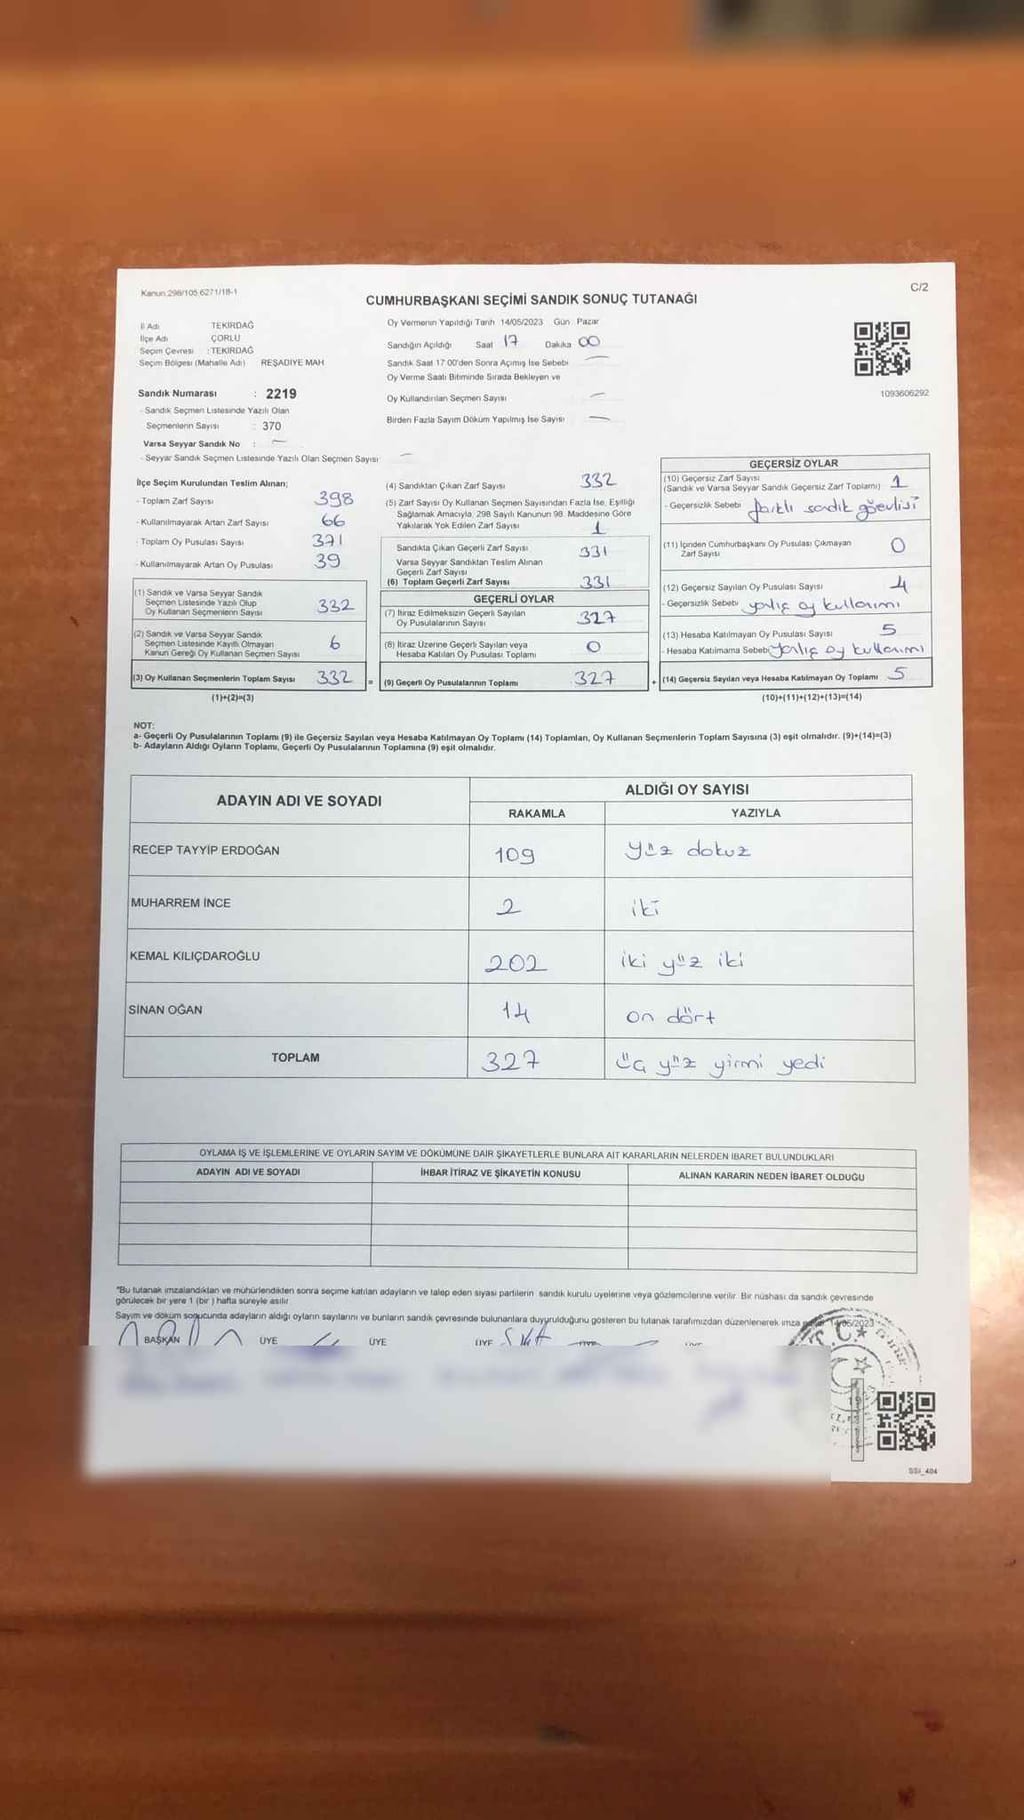 Kanun 298/105,6271/18-1
C/2
CUMHURBAŞKANI SEÇİMİ SANDIK SONUÇ TUTANAĞI
İl Adı TEKİRDAĞ
İlçe Adı ÇORLU
Seçim Çevresi :TEKİRDAĞ
Seçim Bölgesi (Mahalle Adı) REŞADİYE MAH
Sandık Numarası : 2219
- Sandık Seçmen Listesinde Yazılı Olan
Seçmenlerin Sayısı : 370
Varsa Seyyar Sandık No :
- Seyyar Sandık Seçmen Listesinde Yazılı Olan Seçmen Sayısı
Oy Vermenin Yapıldığı Tarih 14/05/2023 Gün Pazar
Sandığın Açıldığı Saat 17 Dakika 00
Sandık Saat 17:00'den Sonra Açılmış İse Sebebi
Oy Verme Saati Bitiminde Sırada Bekleyen ve
Oy Kullandırılan Seçmen Sayısı
Birden Fazla Sayım Döküm Yapılmış İse Sayısı
1093606292
İlçe Seçim Kurulundan Teslim Alınan;
- Toplam Zarf Sayısı 398
- Kullanılmayarak Artan Zarf Sayısı 66
- Toplam Oy Pusulası Sayısı 371
- Kullanılmayarak Artan Oy Pusulası 39
(1) Sandık ve Varsa Seyyar Sandık
Seçmen Listesinde Yazılı Olup
Oy Kullanan Seçmenlerin Sayısı 332
(2) Sandık ve Varsa Seyyar Sandık
Seçmen Listesinde Kayıtlı Olmayan
Kanun Gereği Oy Kullanan Seçmen Sayısı 6
(3) Oy Kullanan Seçmenlerin Toplam Sayısı 332 =
(1)+(2)=(3)
(4) Sandıktan Çıkan Zarf Sayısı 332
(5) Zarf Sayısı Oy Kullanan Seçmen Sayısından Fazla İse, Eşitliği
Sağlamak Amacıyla, 298 Sayılı Kanunun 98. Maddesine Göre
Yakılarak Yok Edilen Zarf Sayısı 1
Sandıkta Çıkan Geçerli Zarf Sayısı 331
Varsa Seyyar Sandıktan Teslim Alınan
Geçerli Zarf Sayısı
(6) Toplam Geçerli Zarf Sayısı 331
GEÇERLİ OYLAR
(7) İtiraz Edilmeksizin Geçerli Sayılan
Oy Pusulalarının Sayısı 327
(8) İtiraz Üzerine Geçerli Sayılan veya
Hesaba Katılan Oy Pusulası Toplamı 0
(9) Geçerli Oy Pusulalarının Toplamı 327 +
GEÇERSİZ OYLAR
(10) Geçersiz Zarf Sayısı
(Sandık ve Varsa Seyyar Sandık Geçersiz Zarf Toplamı) 1
- Geçersizlik Sebebi farklı sandık görevlisi
(11) İçinden Cumhurbaşkanı Oy Pusulası Çıkmayan
Zarf Sayısı 0
(12) Geçersiz Sayılan Oy Pusulası Sayısı 4
- Geçersizlik Sebebi yanlış oy kullanımı
(13) Hesaba Katılmayan Oy Pusulası Sayısı 5
- Hesaba Katılmama Sebebi yanlış oy kullanımı
(14) Geçersiz Sayılan veya Hesaba Katılmayan Oy Toplamı 5
(10)+(11)+(12)+(13)=(14)
NOT:
a- Geçerli Oy Pusulalarının Toplamı (9) ile Geçersiz Sayılan veya Hesaba Katılmayan Oy Toplamı (14) Toplamları, Oy Kullanan Seçmenlerin Toplam Sayısına (3) eşit olmalıdır. (9)+(14)=(3)
b- Adayların Aldığı Oyların Toplamı, Geçerli Oy Pusulalarının Toplamına (9) eşit olmalıdır.
ADAYIN ADI VE SOYADI ALDIĞI OY SAYISI
RAKAMLA YAZIYLA
RECEP TAYYİP ERDOĞAN 109 yüz dokuz
MUHARREM İNCE 2 iki
KEMAL KILIÇDAROĞLU 202 iki yüz iki
SİNAN OĞAN 14 on dört
TOPLAM 327 üç yüz yirmi yedi
OYLAMA İŞ VE İŞLEMLERİNE VE OYLARIN SAYIM VE DÖKÜMÜNE DAİR ŞİKAYETLERLE BUNLARA AİT KARARLARIN NELERDEN İBARET BULUNDUKLARI
ADAYIN ADI VE SOYADI İHBAR İTİRAZ VE ŞİKAYETİN KONUSU ALINAN KARARIN NEDEN İBARET OLDUĞU
*Bu tutanak imzalandıktan ve mühürlendikten sonra seçime katılan adayların ve talep eden siyasi partilerin sandık kurulu üyelerine veya gözlemcilerine verilir. Bir nüshası da sandık çevresinde
görülecek bir yere 1 (bir ) hafta süreyle asılır
Sayım ve döküm sonucunda adayların aldığı oyların sayılarını ve bunların sandık çevresinde bulunanlara duyurulduğunu gösteren bu tutanak tarafımızdan düzenlenerek imza 14/05/2023
BAŞKAN ÜYE ÜYE ÜYE
T.C.
SSI_404